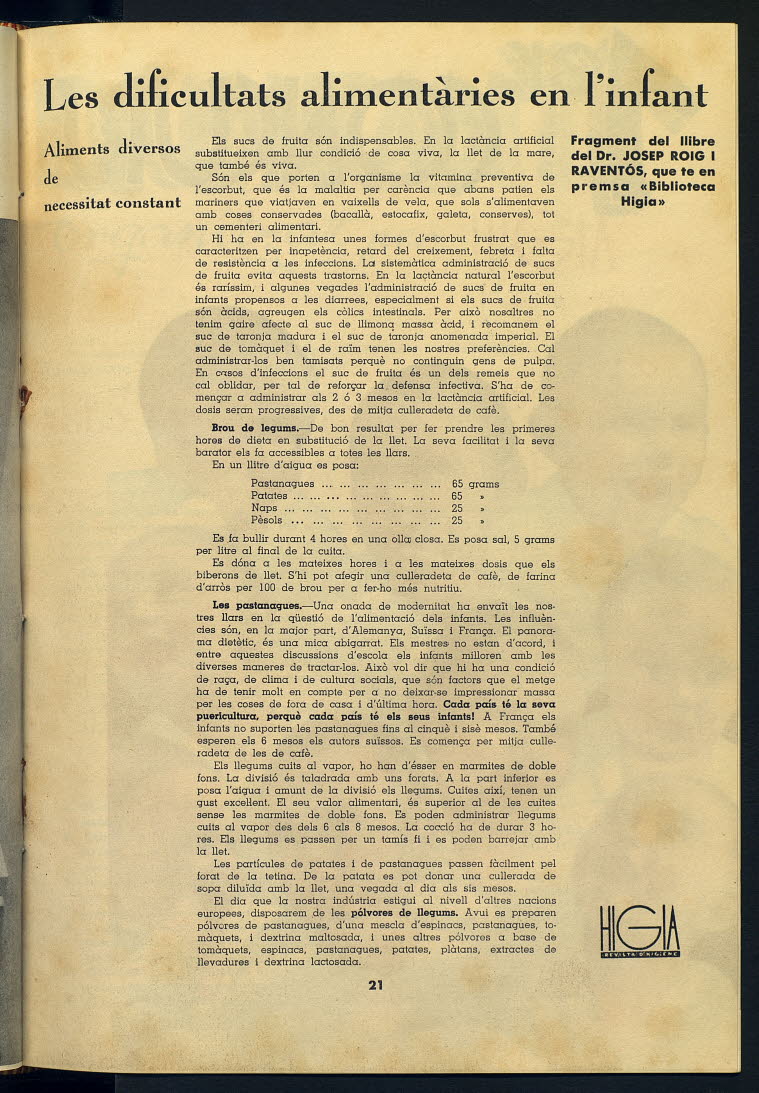 Les dificultats alimentàries en l'infant
Aliments diversos
de
necessitat constant
Els sucs de fruita són indispensables. En la lactància artificial
substitueixen amb llur condició de cosa viva, la llet de la mare,
que també és viva.
Són els que porten a l'organisme la vitamina preventiva de
l'escorbut, que és la malaltia per carència que abans patien els
mariners que viatjaven en vaixells de vela, que sols s'alimentaven
amb coses conservades (bacallà, estocafix, galeta, conserves), tot
un cementeri alimentari.
Hi ha en la infantesa unes formes d'escorbut frustrat que es
caracteritzen per inapetència, retard del creixement, febreta i falta
de resistència a les infeccions. La sistemàtica administració de sucs
de fruita evita aquests trastorns. En la lactància natural l'escorbut
és raríssim, i algunes vegades l'administració de sucs de fruita en
infants propensos a les diarrees, especialment si els sucs de fruita
són àcids, agreugen els còlics intestinals. Per això nosaltres no
tenim gaire afecte al suc de llimona massa àcid, i recomanem el
suc de taronja madura i el suc de taronja anomenada imperial. El
suc de tomàquet i el de raïm tenen les nostres preferències. Cal
administrar-los ben tamisats perquè no continguin gens de pulpa.
En casos d'infeccions el suc de fruita és un dels remeis que no
cal oblidar, per tal de reforçar la defensa infectiva. S'ha de co-
mençar a administrar als 2 ó 3 mesos en la lactància artificial. Les
dosis seran progressives, des de mitja culleradeta de cafè.
Brou de legums.—De bon resultat per fer prendre les primeres
hores de dieta en substitució de la llet. La seva facilitat i la seva
barator els fa accessibles a totes les llars.
En un llitre d'aigua es posa:
Pastanagues ... ... ... ... ... ... ... 65 grams
Patates ... ... ... ... ... ... ... ... ... 65 »
Naps ... ... ... ... ... ... ... ... ... ... 25 »
Pèsols ... ... ... ... ... ... ... ... ... 25 »
Es fa bullir durant 4 hores en una olla closa. Es posa sal, 5 grams
per litre al final de la cuita.
Es dóna a les mateixes hores i a les mateixes dosis que els
biberons de llet. S'hi pot afegir una culleradeta de cafè, de farina
d'arròs per 100 de brou per a fer-ho més nutritiu.
Les pastanagues.—Una onada de modernitat ha envaït les nos-
tres llars en la qüestió de l'alimentació dels infants. Les influèn-
cies són, en la major part, d'Alemanya, Suïssa i França. El panora-
ma dietètic, és una mica abigarrat. Els mestres no estan d'acord, i
entre aquestes discussions d'escola els infants milloren amb les
diverses maneres de tractar-los. Això vol dir que hi ha una condició
de raça, de clima i de cultura socials, que són factors que el metge
ha de tenir molt en compte per a no deixar-se impressionar massa
per les coses de fora de casa i d'última hora. Cada país té la seva
puericultura, perquè cada país té els seus infants! A França els
infants no suporten les pastanagues fins al cinquè i sisè mesos. També
esperen els 6 mesos els autors suïssos. Es comença per mitja culle-
radeta de les de cafè.
Els llegums cuits al vapor, ho han d'ésser en marmites de doble
fons. La divisió és taladrada amb uns forats. A la part inferior es
posa l'aigua i amunt de la divisió els llegums. Cuites així, tenen un
gust excellent. El seu valor alimentari, és superior al de les cuites
sense les marmites de doble fons. Es poden administrar llegums
cuits al vapor des dels 6 als 8 mesos. La cocció ha de durar 3 ho-
res. Els llegums es passen per un tamís fi i es poden barrejar amb
la llet.
Les partícules de patates i de pastanagues passen fàcilment pel
forat de la tetina. De la patata es pot donar una cullerada de
sopa diluïda amb la llet, una vegada al dia als sis mesos.
El dia que la nostra indústria estigui al nivell d'altres nacions
europees, disposarem de les pólvores de llegums. Avui es preparen
pólvores de pastanagues, d'una mescla d'espinacs, pastanagues, to-
màquets, i dextrina maltosada, i unes altres pólvores a base de
tomàquets, espinacs, pastanagues, patates, plàtans, extractes de
llevadures i dextrina lactosada.
Fragment del llibre
del Dr. JOSEP ROIG I
RAVENTÓS, que te en
premsa «Biblioteca
Higia»
HIGIA
REVISTA D'HIGIENE
21